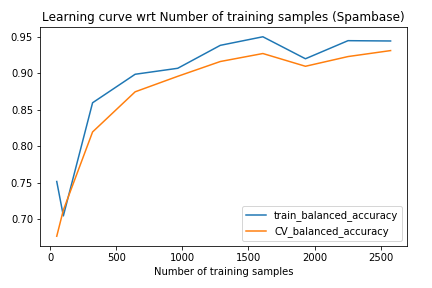 Learning curve wrt Number of training samples (Spambase)
0.95
0.90
0.85
0.80
0.75
0.70
train_balanced_accuracy
CV_balanced_accuracy
0 500 1000 1500 2000 2500
Number of training samples